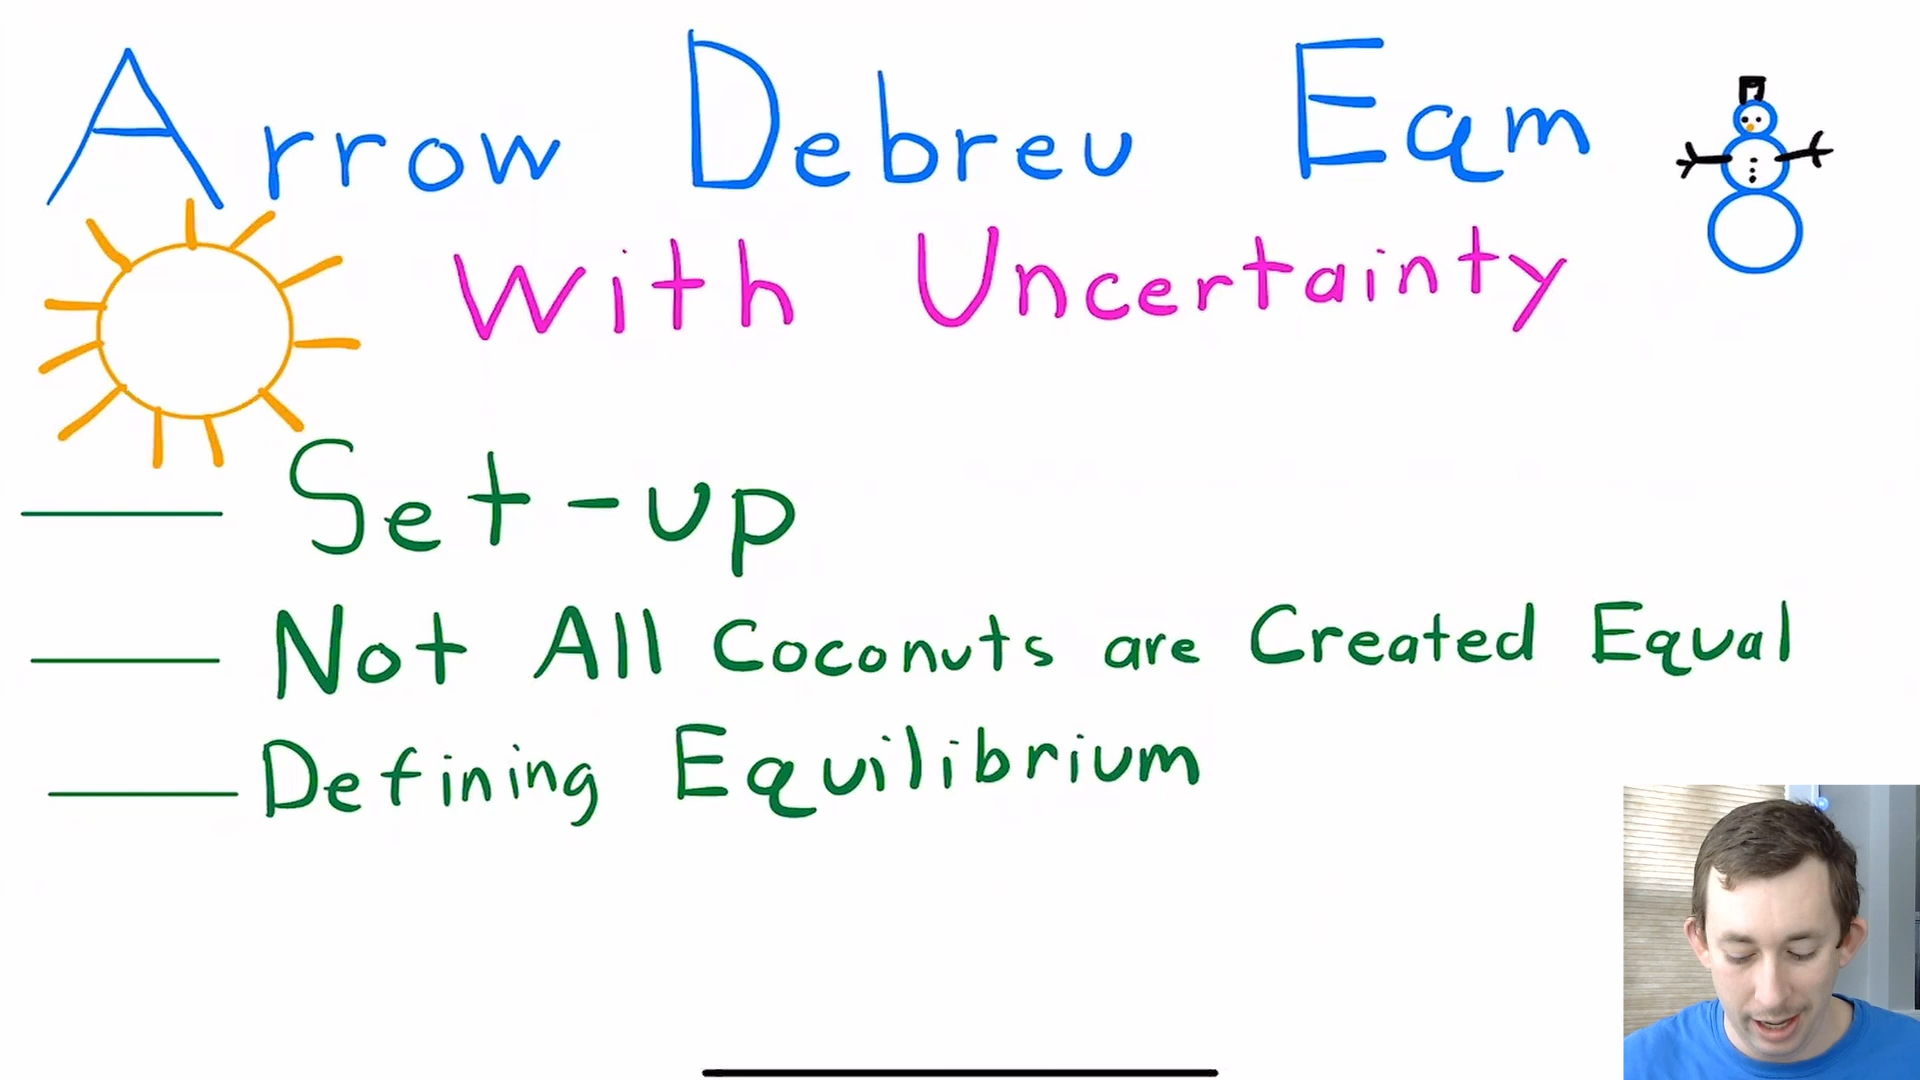 Arrow Debreu Eqm
With Uncertainty
Set-up
Not All Coconuts are Created Equal
Defining Equilibrium